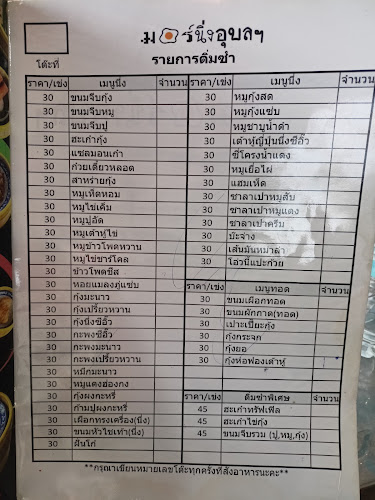 มอร์นิ่งอุบลฯ
โต๊ะที่
รายการติ่มซำ
ราคา/เข่ง เมนูนึ่ง จำนวน
30 ขนมจีบกุ้ง
30 ขนมจีบหมู
30 ขนมจีบปู
30 ฮะเก๋ากุ้ง
30 แซลมอนเก๋า
30 ก๋วยเตี๋ยวหลอด
30 สาหร่ายกุ้ง
30 หมูเห็ดหอม
30 หมูไข่เค็ม
30 หมูปูอัด
30 หมูเต้าหู้ไข่
30 หมูข้าวโพดหวาน
30 หมูไข่ชาร์โคล
30 ข้าวโพดชีส
30 หอยแมลงภู่แซ่บ
30 กุ้งมะนาว
30 กุ้งเปรี้ยวหวาน
30 กุ้งนึ่งซีอิ้ว
30 กะพงซีอิ้ว
30 กะพงมะนาว
30 กะพงเปรี้ยวหวาน
30 หมึกมะนาว
30 หมูแดงฮ่องกง
30 กุ้งผงกะหรี่
30 ก้ามปูผงกะหรี่
30 เผือกทรงเครื่อง(นึ่ง)
30 ขนมหัวไชเท้า(นึ่ง)
30 ตีนไก่
ราคา/เข่ง เมนูนึ่ง จำนวน
30 หมูกุ้งสด
30 หมูกุ้งแซ่บ
30 หมูชาบูน้ำดำ
30 เต้าหู้ญี่ปุ่นนึ่งซีอิ้ว
30 ซี่โครงน้ำแดง
30 หมูเยื่อไผ่
30 แฮมเห็ด
30 ซาลาเปาหมูสับ
30 ซาลาเปาหมูแดง
30 ซาลาเปาครีม
30 บ๊ะจ่าง
30 เส้นมันหม่าล่า
30 โอวนี่แปะก๊วย
ราคา/เข่ง เมนูทอด จำนวน
30 ขนมเผือกทอด
30 ขนมผักกาด(ทอด)
30 เปาะเปี๊ยะกุ้ง
30 กุ้งกระจก
30 กุ้งยอ
30 กุ้งห่อฟองเต้าหู้
ราคา/เข่ง ติ่มซำพิเศษ จำนวน
45 ฮะเก๋าทรัฟเฟิล
45 ฮะเก๋าไข่กุ้ง
45 ขนมจีบรวม (ปู,หมู,กุ้ง)
**กรุณาเขียนหมายเลขโต๊ะทุกครั้งที่สั่งอาหารนะคะ**